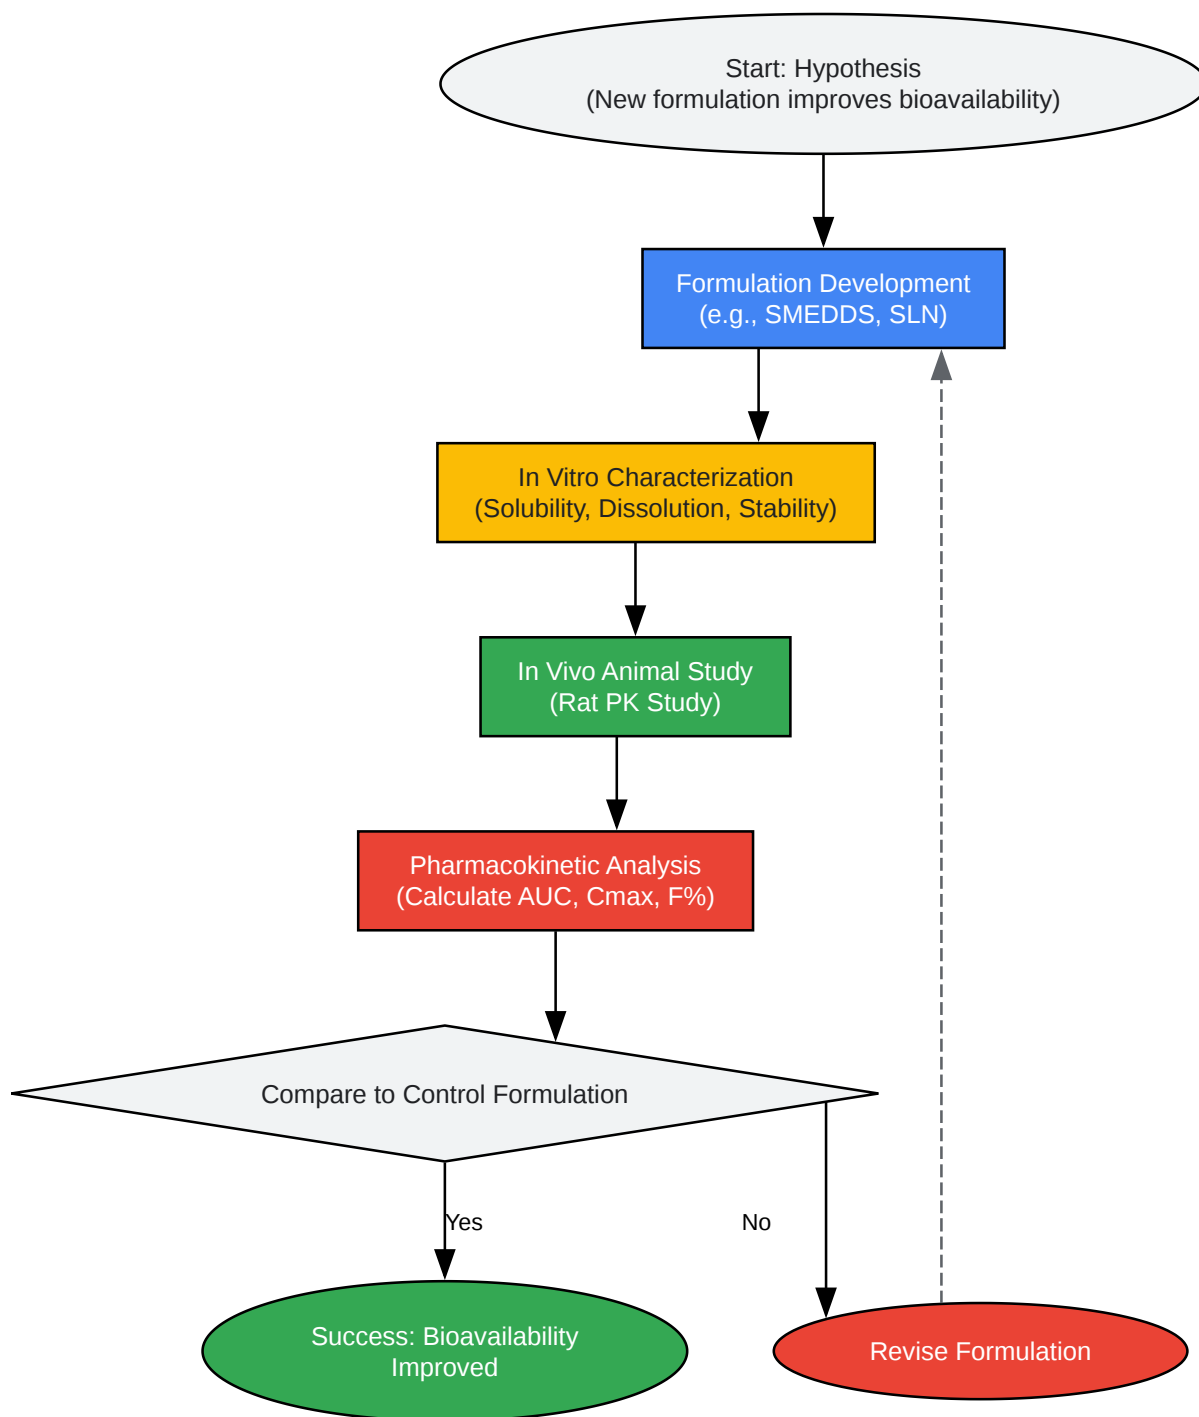 Start: Hypothesis
(New formulation improves bioavailability)
Formulation Development
(e.g., SMEDDS, SLN)
In Vitro Characterization
(Solubility, Dissolution, Stability)
In Vivo Animal Study
(Rat PK Study)
Pharmacokinetic Analysis
(Calculate AUC, Cmax, F%)
Compare to Control Formulation
Yes
No
Success: Bioavailability
Improved
Revise Formulation